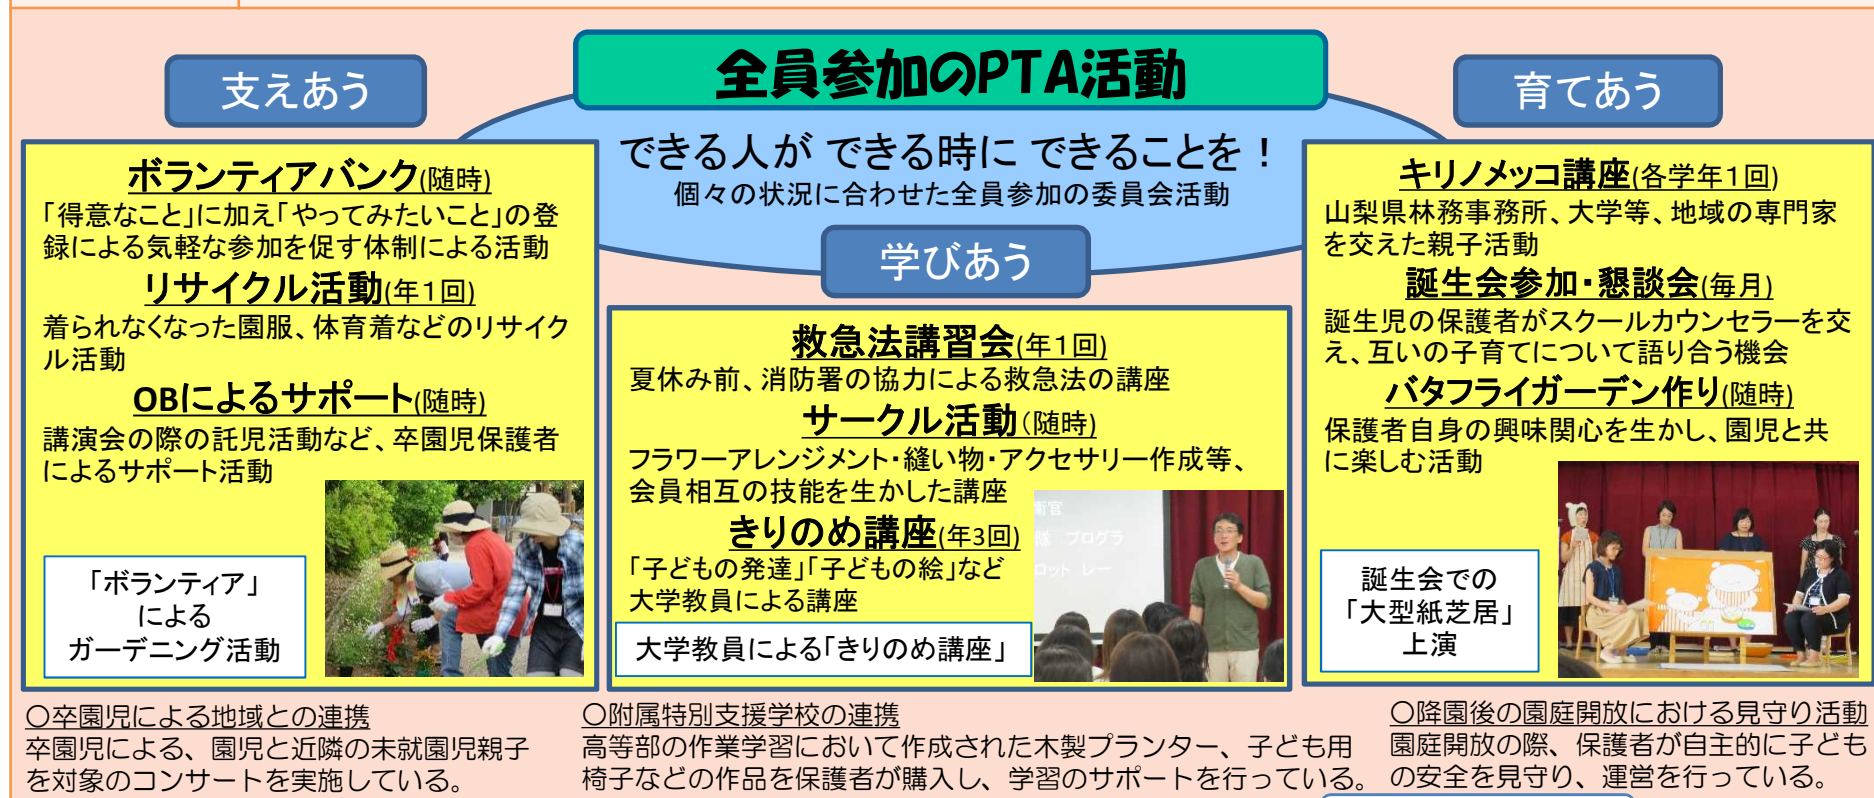 全員参加のPTA活動
できる人が できる時に できることを！
個々の状況に合わせた全員参加の委員会活動
支えあう
ボランティアバンク(随時)
「得意なこと」に加え「やってみたいこと」の登
録による気軽な参加を促す体制による活動
リサイクル活動(年1回)
着られなくなった園服、体育着などのリサイク
ル活動
OBによるサポート(随時)
講演会の際の託児活動など、卒園児保護者
によるサポート活動
「ボランティア」
による
ガーデニング活動
学びあう
救急法講習会(年1回)
夏休み前、消防署の協力による救急法の講座
サークル活動(随時)
フラワーアレンジメント・縫い物・アクセサリー作成等、
会員相互の技能を生かした講座
きりのめ講座(年3回)
「子どもの発達」「子どもの絵」など
大学教員による講座
大学教員による「きりのめ講座」
衛官
隊 プログラ
ロット レー
育てあう
キリノメッコ講座(各学年1回)
山梨県林務事務所、大学等、地域の専門家
を交えた親子活動
誕生会参加・懇談会(毎月)
誕生児の保護者がスクールカウンセラーを交
え、互いの子育てについて語り合う機会
バタフライガーデン作り(随時)
保護者自身の興味関心を生かし、園児と共
に楽しむ活動
誕生会での
「大型紙芝居」
上演
○卒園児による地域との連携
卒園児による、園児と近隣の未就園児親子
を対象のコンサートを実施している。
○附属特別支援学校の連携
高等部の作業学習において作成された木製プランター、子ども用
椅子などの作品を保護者が購入し、学習のサポートを行っている。
○降園後の園庭開放における見守り活動
園庭開放の際、保護者が自主的に子ども
の安全を見守り、運営を行っている。